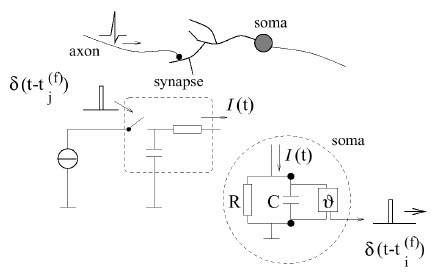 soma
axon
synapse
δ(t-t_j^(f))
I(t)
soma
I(t)
R
C
ϑ
δ(t-t_i^(f))